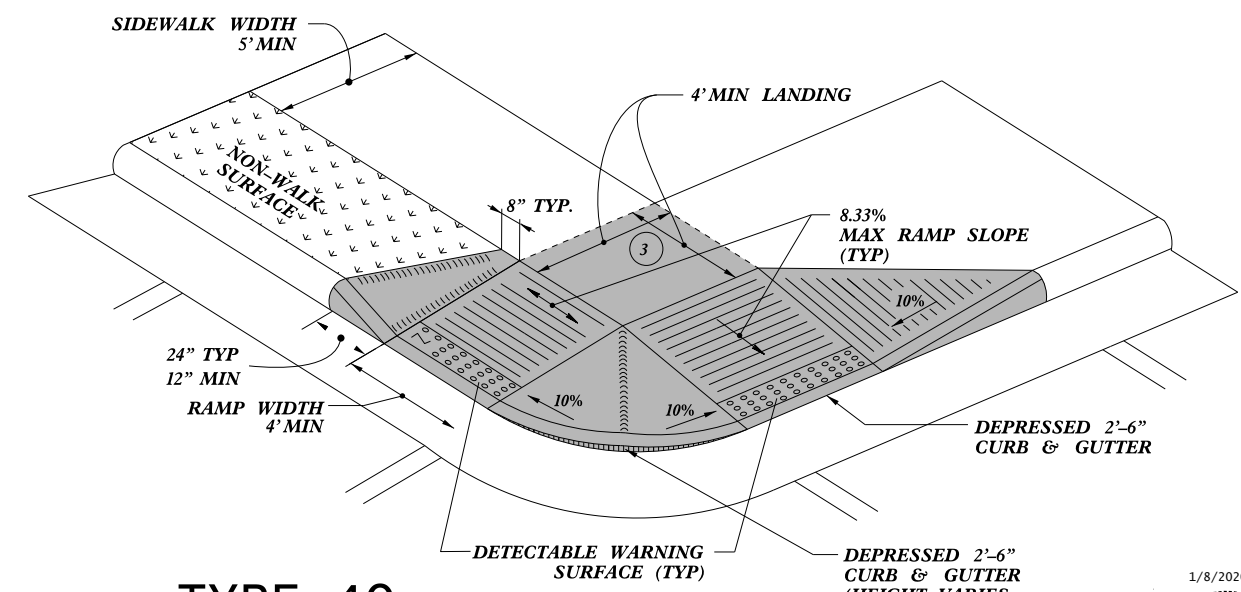 SIDEWALK WIDTH
5' MIN
4' MIN LANDING
NON-WALK
SURFACE
8" TYP.
8.33%
MAX RAMP SLOPE
(TYP)
3
10%
24" TYP
12" MIN
RAMP WIDTH
4' MIN
10%
10%
DEPRESSED 2'-6"
CURB & GUTTER
DETECTABLE WARNING
SURFACE (TYP)
DEPRESSED 2'-6"
CURB & GUTTER
(HEIGHT VARIES
1/8/202